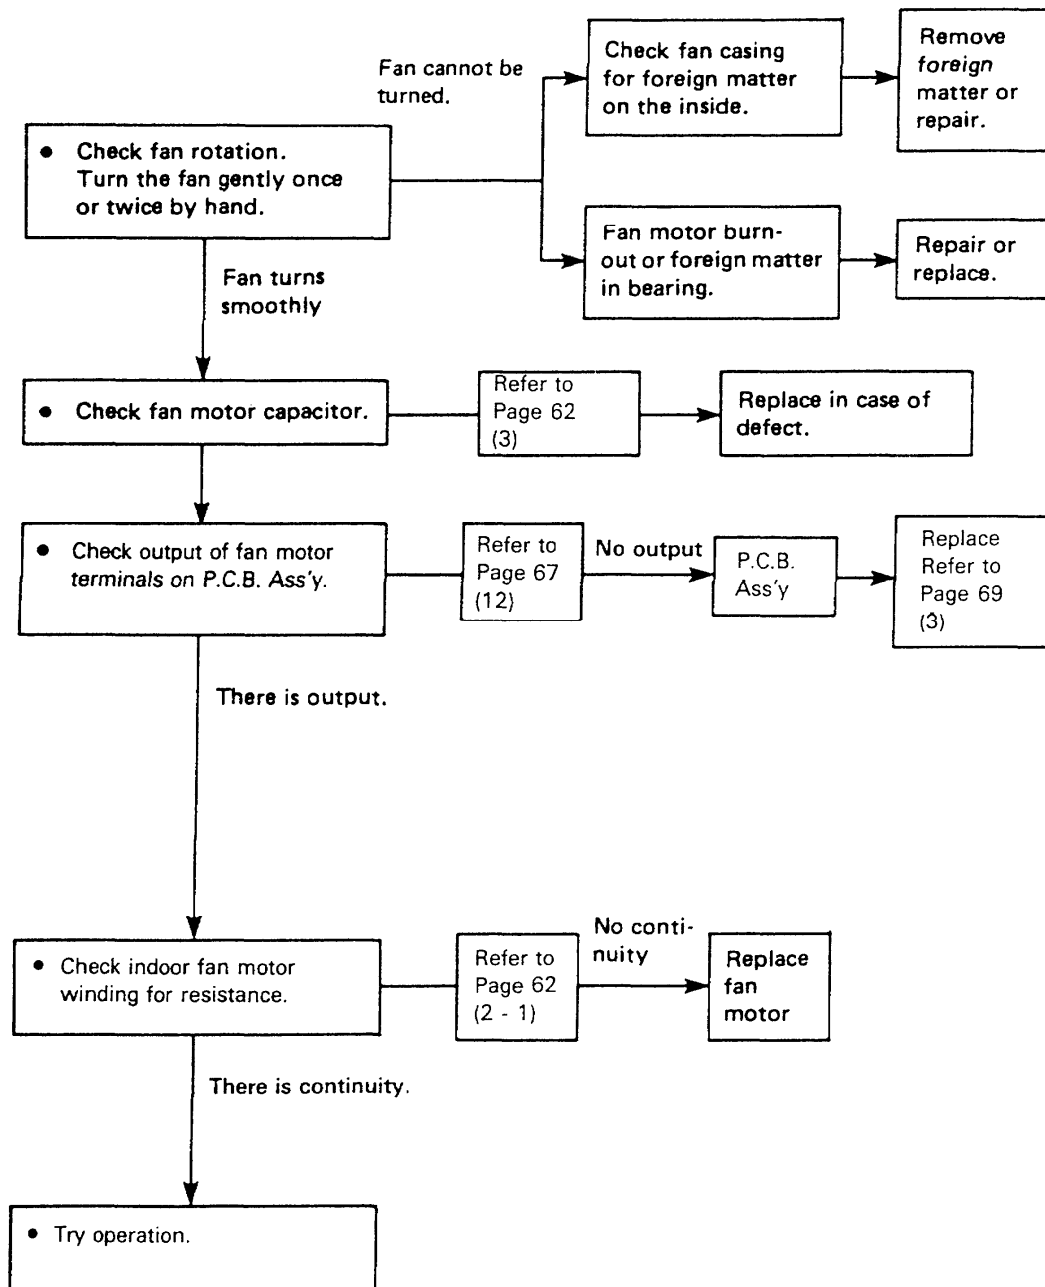 Fan cannot be
turned.
Check fan casing
for foreign matter
on the inside.
Remove
foreign
matter or
repair.
● Check fan rotation.
Turn the fan gently once
or twice by hand.
Fan motor burn-
out or foreign matter
in bearing.
Repair or
replace.
Fan turns
smoothly
● Check fan motor capacitor.
Refer to
Page 62
(3)
Replace in case of
defect.
● Check output of fan motor
terminals on P.C.B. Ass'y.
Refer to
Page 67
(12)
No output
P.C.B.
Ass'y
Replace
Refer to
Page 69
(3)
There is output.
● Check indoor fan motor
winding for resistance.
Refer to
Page 62
(2 - 1)
No conti-
nuity
Replace
fan
motor
There is continuity.
● Try operation.